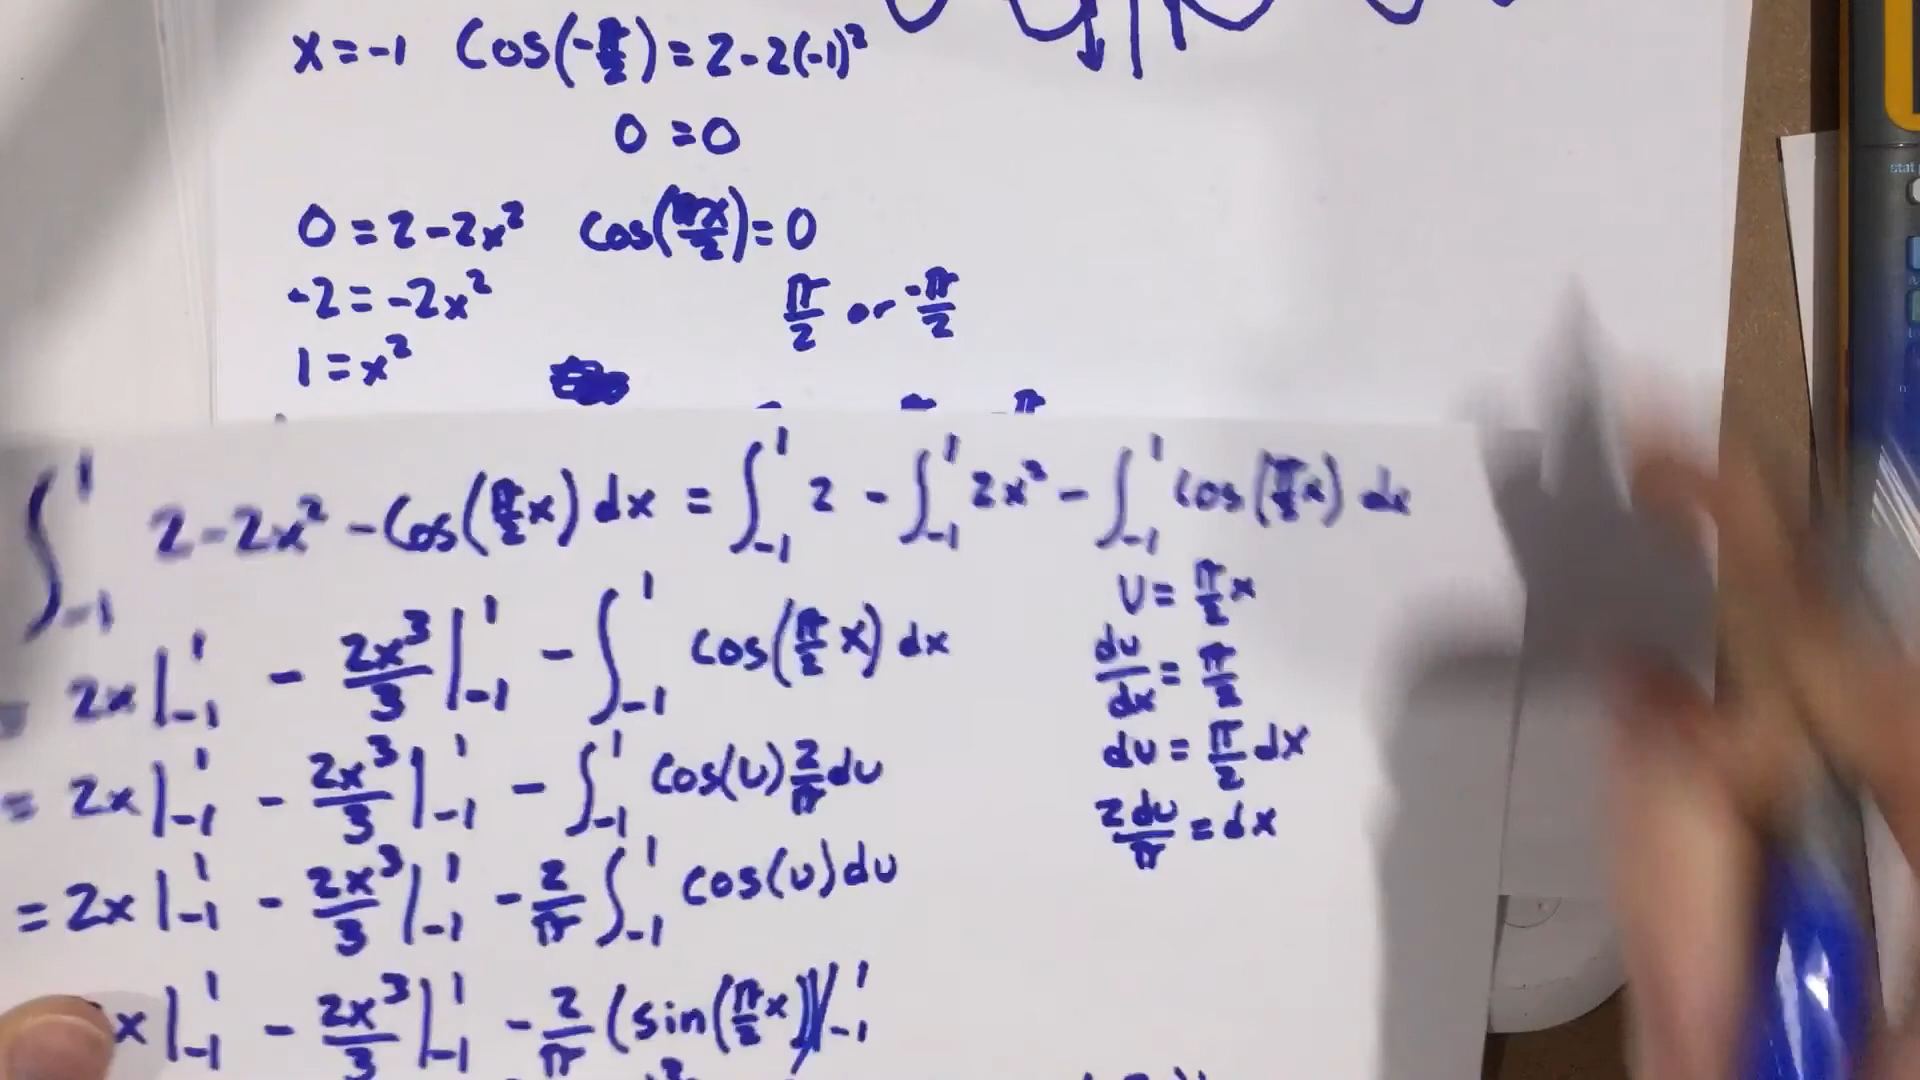 x=-1 Cos(-π/2)=2-2(-1)²
0=0
0=2-2x² Cos(πx/2)=0
-2=-2x² π/2 or -π/2
1=x²
∫₋₁¹ 2-2x²-Cos(π/2 x)dx = ∫₋₁¹ 2 - ∫₋₁¹ 2x² - ∫₋₁¹ cos(π/2 x) dx
U=π/2 x
= 2x|₋₁¹ - 2x³/3|₋₁¹ - ∫₋₁¹ cos(π/2 x) dx
du/dx=π/2
= 2x|₋₁¹ - 2x³/3|₋₁¹ - ∫₋₁¹ cos(u) 2/π du
du=π/2 dx
2du/π=dx
= 2x|₋₁¹ - 2x³/3|₋₁¹ - 2/π ∫₋₁¹ cos(u)du
x|₋₁¹ - 2x³/3|₋₁¹ - 2/π (sin(π/2 x)|₋₁¹
stat